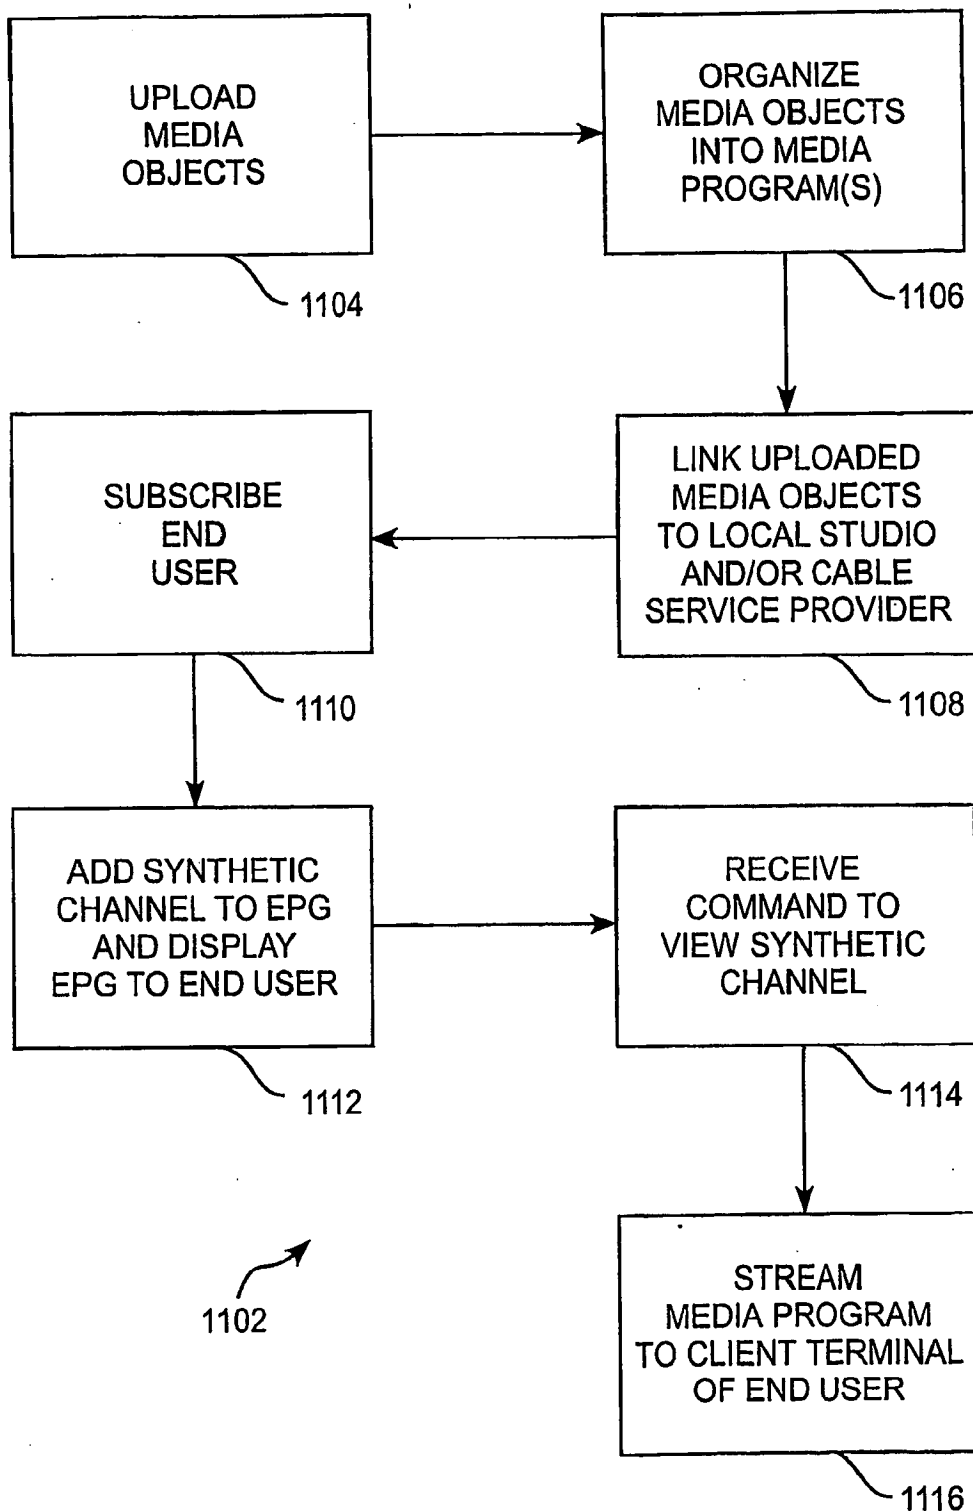 UPLOAD
MEDIA
OBJECTS
1104
ORGANIZE
MEDIA OBJECTS
INTO MEDIA
PROGRAM(S)
1106
LINK UPLOADED
MEDIA OBJECTS
TO LOCAL STUDIO
AND/OR CABLE
SERVICE PROVIDER
1108
SUBSCRIBE
END
USER
1110
ADD SYNTHETIC
CHANNEL TO EPG
AND DISPLAY
EPG TO END USER
1112
RECEIVE
COMMAND TO
VIEW SYNTHETIC
CHANNEL
1114
STREAM
MEDIA PROGRAM
TO CLIENT TERMINAL
OF END USER
1116
1102